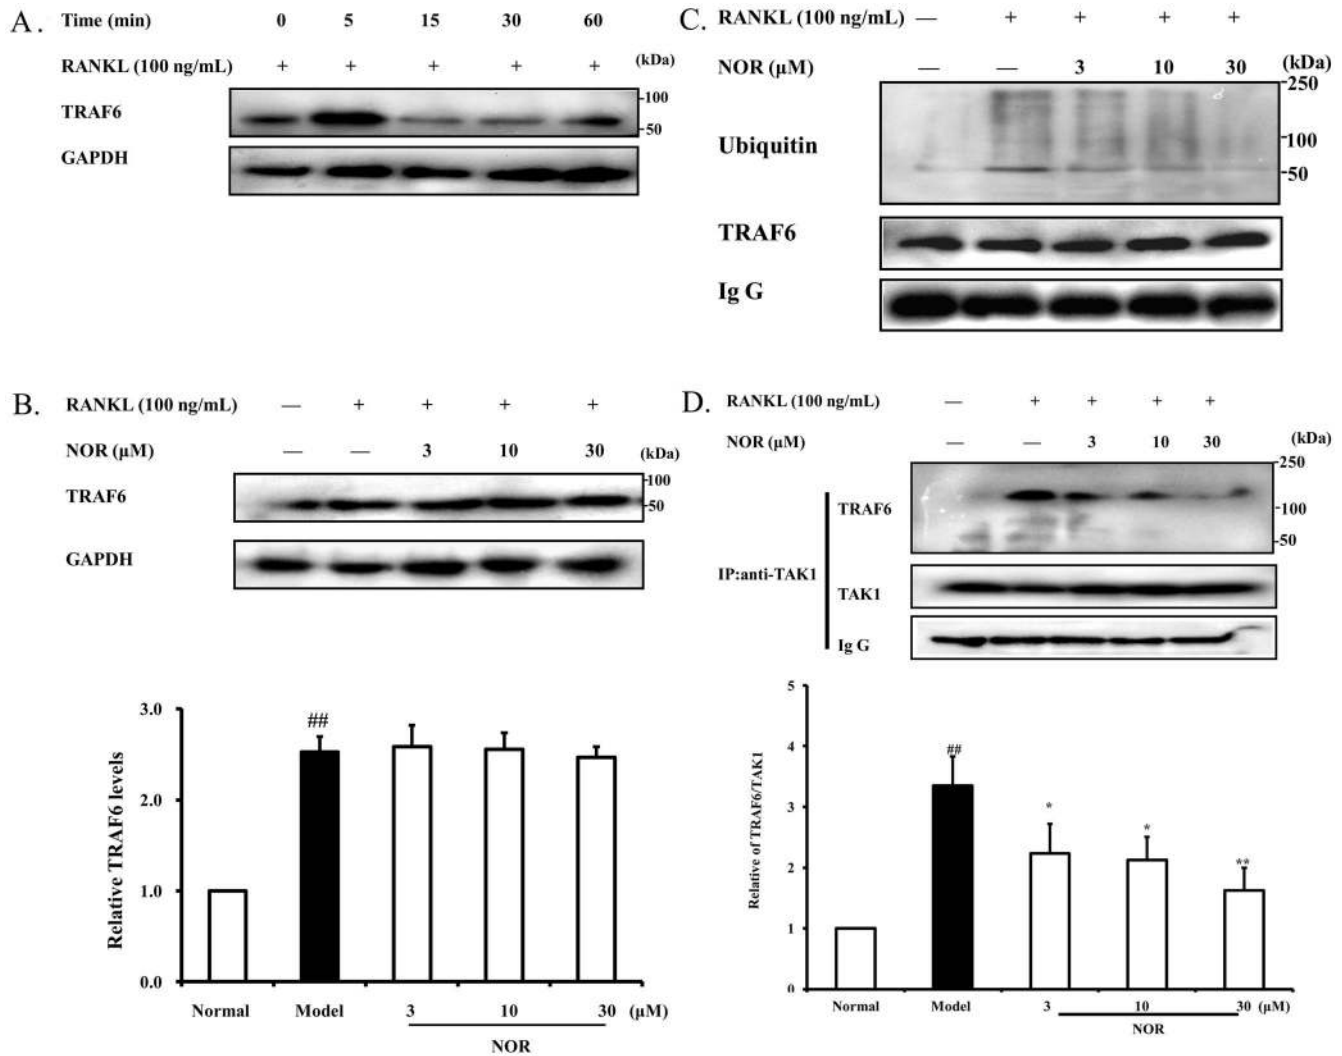 A. Time (min) 0 5 15 30 60
RANKL (100 ng/mL) + + + + + (kDa)
TRAF6 -100
-50
GAPDH
C. RANKL (100 ng/mL) — + + + +
NOR (μM) — — 3 10 30 (kDa)
-250
Ubiquitin -100
-50
TRAF6
Ig G
B. RANKL (100 ng/mL) — + + + +
NOR (μM) — — 3 10 30 (kDa)
TRAF6 -100
-50
GAPDH
3.0
2.0
1.0
0.0
Relative TRAF6 levels
##
Normal Model 3 10 30 (μM)
NOR
D. RANKL (100 ng/mL) — + + + +
NOR (μM) — — 3 10 30 (kDa)
-250
TRAF6 -100
-50
IP:anti-TAK1
TAK1
Ig G
5
4
3
2
1
0
Relative of TRAF6/TAK1
##
*
*
**
Normal Model 3 10 30 (μM)
NOR